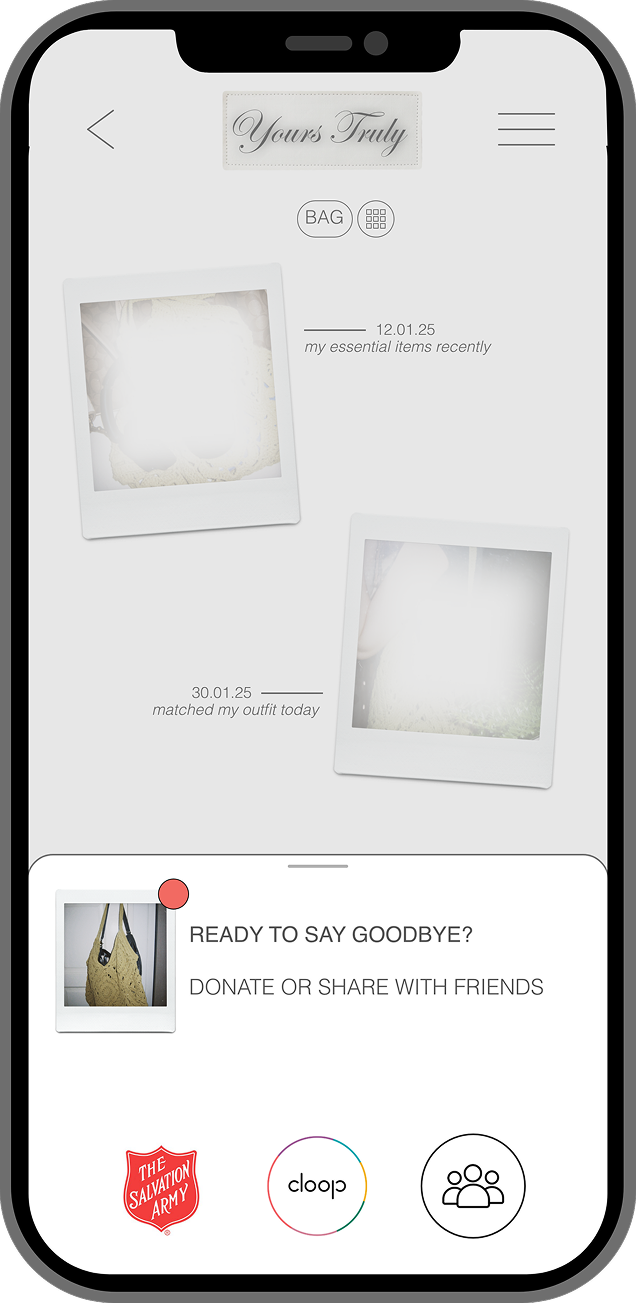 Yours Truly
BAG
12.01.25
my essential items recently
30.01.25
matched my outfit today
READY TO SAY GOODBYE?
DONATE OR SHARE WITH FRIENDS
THE
SALVATION
ARMY
®
cloop